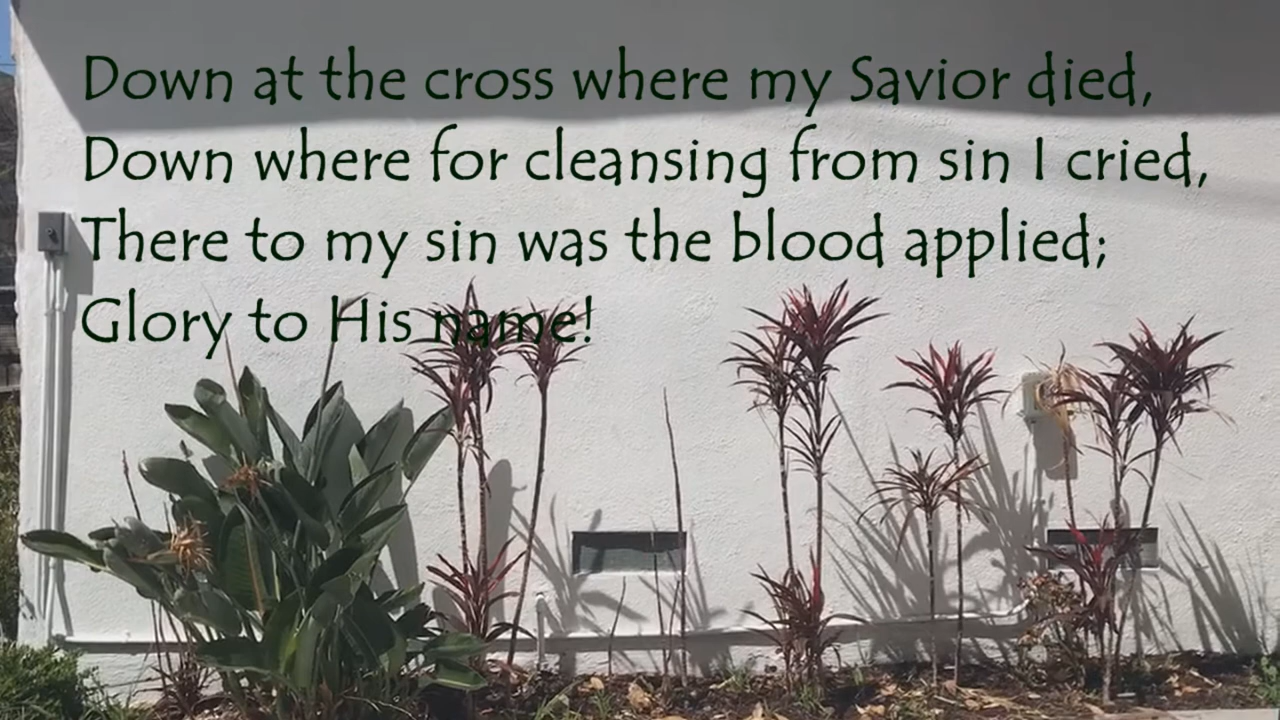 Down at the cross where my Savior died,
Down where for cleansing from sin I cried,
There to my sin was the blood applied;
Glory to His name!